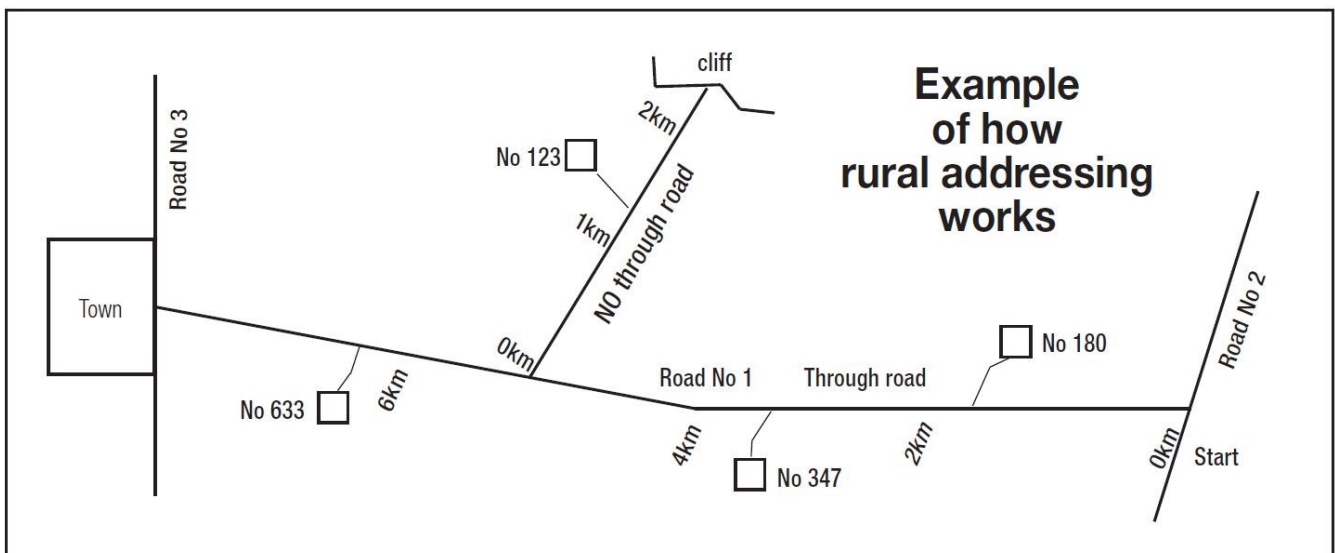 Example
of how
rural addressing
works
cliff
2km
No 123
1km
NO through road
0km
Road No 3
Town
No 633
6km
Road No 1
Through road
No 180
4km
No 347
2km
0km
Start
Road No 2